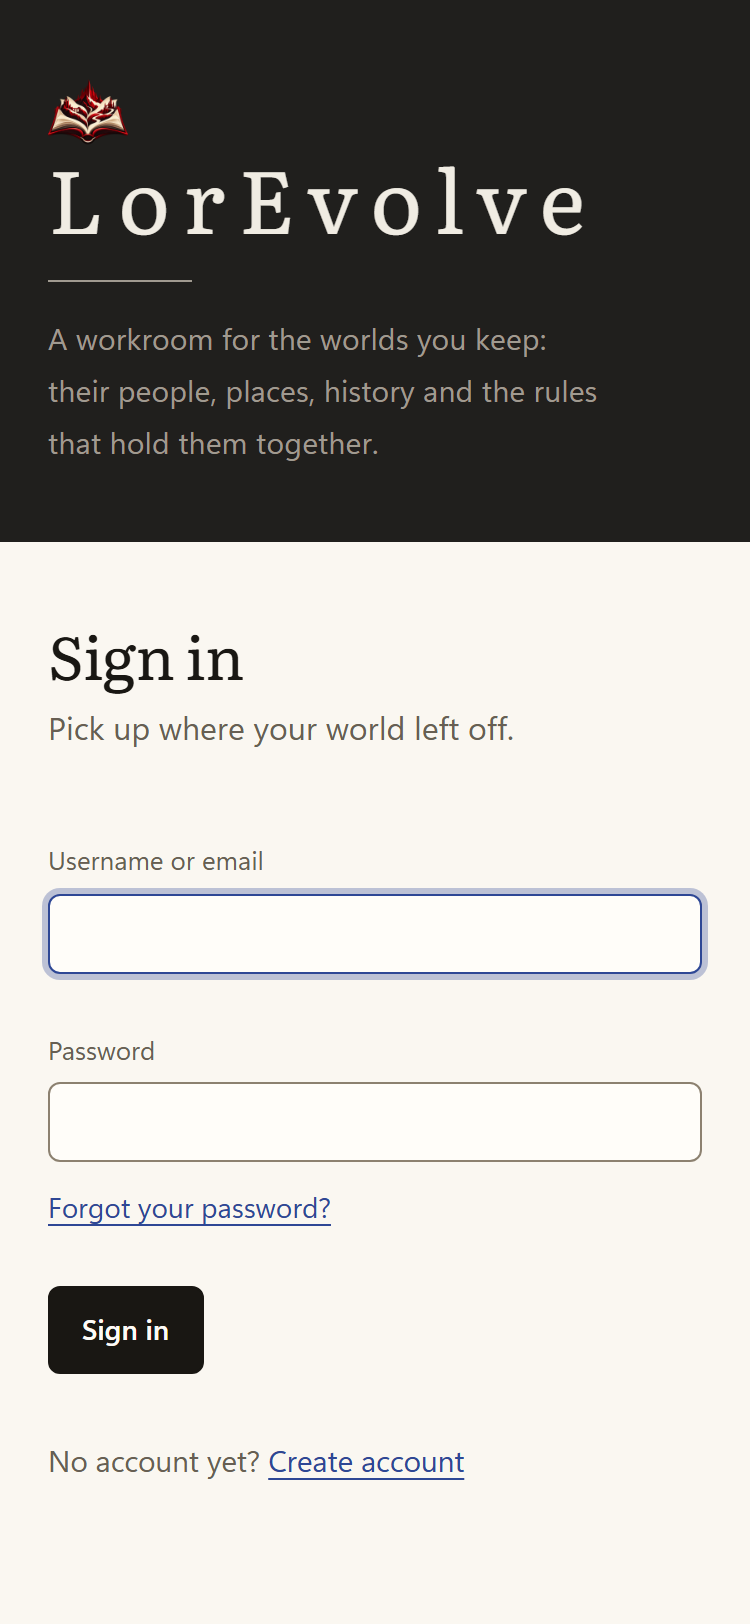 LorEvolve
A workroom for the worlds you keep:
their people, places, history and the rules
that hold them together.
Sign in
Pick up where your world left off.
Username or email
Password
Forgot your password?
Sign in
No account yet? Create account